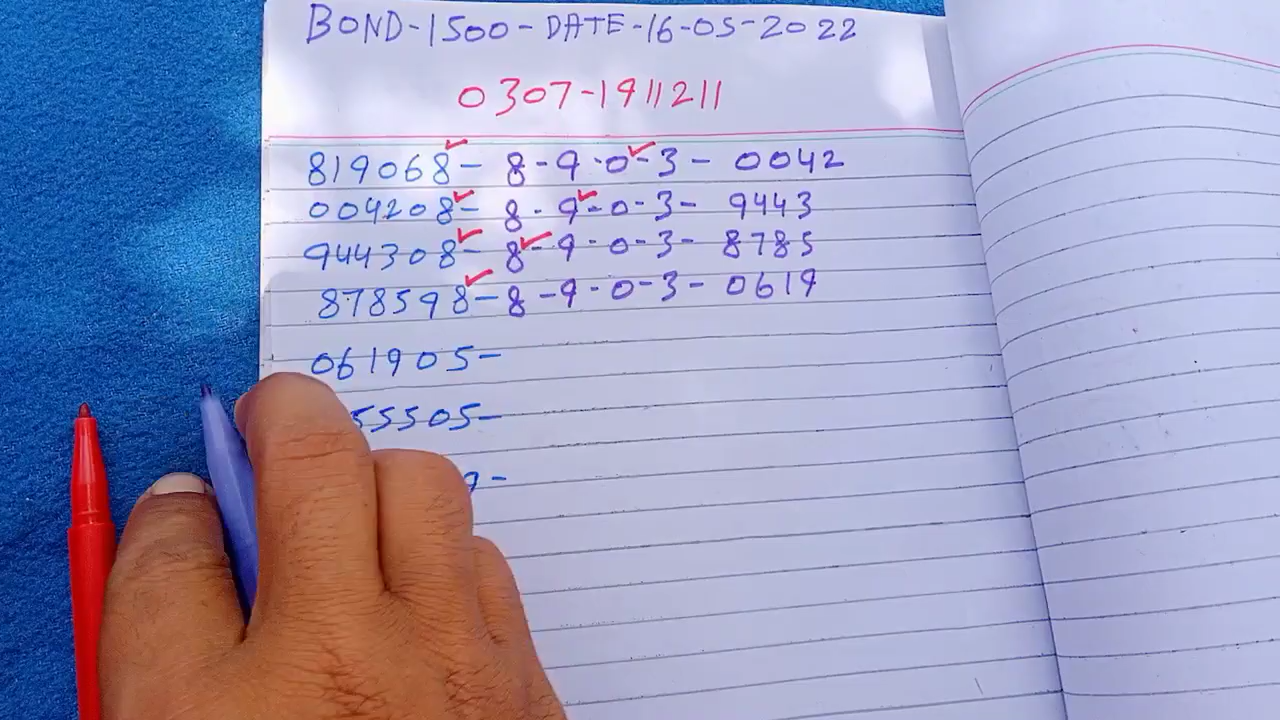 BOND-1500-DATE-16-05-2022
0307-1911211
819068- 8-9-0-3- 0042
004208- 8-9-0-3- 9443
944308- 8-9-0-3- 8785
878598-8-9-0-3- 0619
061905-
55505-
9-